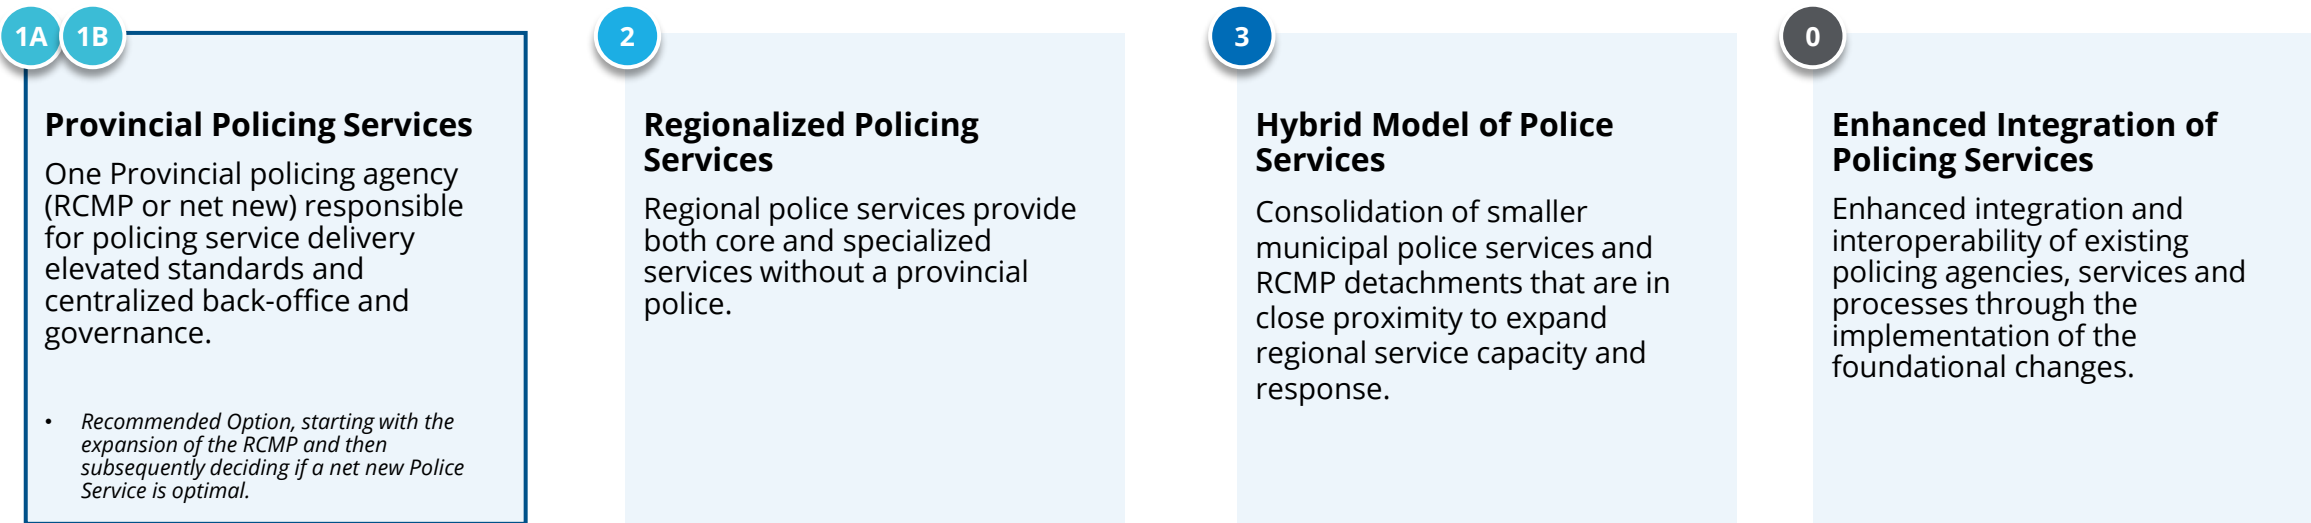 1A 1B
Provincial Policing Services
One Provincial policing agency
(RCMP or net new) responsible
for policing service delivery
elevated standards and
centralized back-office and
governance.
• Recommended Option, starting with the
expansion of the RCMP and then
subsequently deciding if a net new Police
Service is optimal.
2
Regionalized Policing
Services
Regional police services provide
both core and specialized
services without a provincial
police.
3
Hybrid Model of Police
Services
Consolidation of smaller
municipal police services and
RCMP detachments that are in
close proximity to expand
regional service capacity and
response.
0
Enhanced Integration of
Policing Services
Enhanced integration and
interoperability of existing
policing agencies, services and
processes through the
implementation of the
foundational changes.